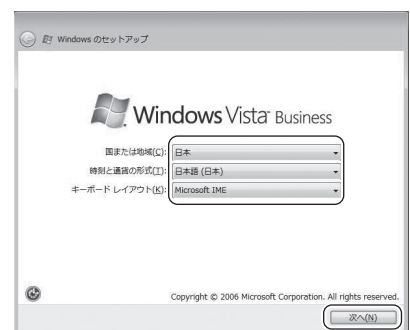 Windows のセットアップ
Windows Vista™ Business
国または地域(C): 日本
時刻と通貨の形式(T): 日本語 (日本)
キーボード レイアウト(K): Microsoft IME
Copyright © 2006 Microsoft Corporation. All rights reserved.
次へ(N)